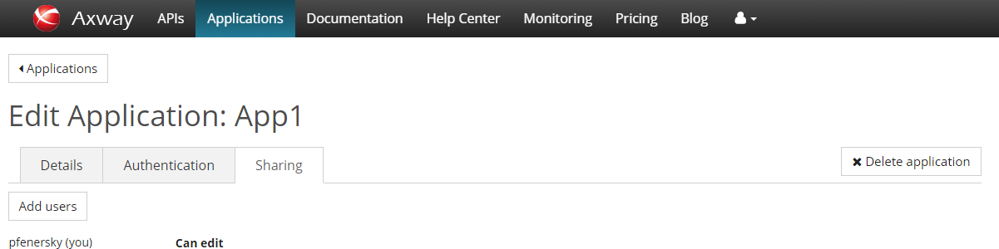 Axway APIs Applications Documentation Help Center Monitoring Pricing Blog
Applications
Edit Application: App1
Details Authentication Sharing Delete application
Add users
pfenersky (you) Can edit